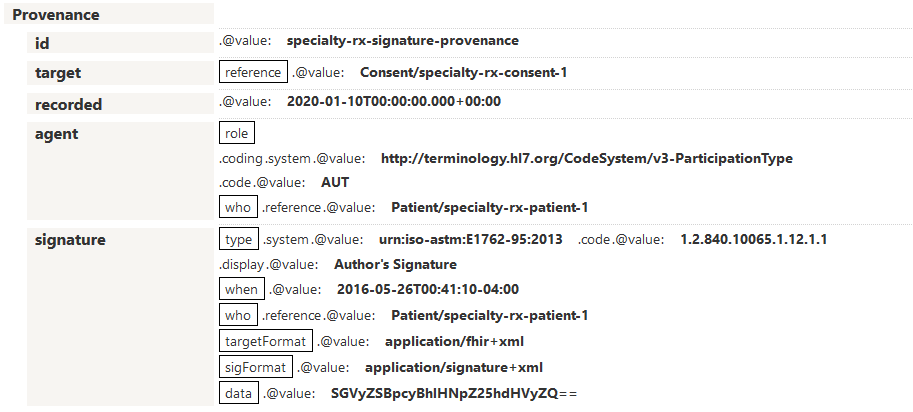 Provenance
id .@value: specialty-rx-signature-provenance
target reference .@value: Consent/specialty-rx-consent-1
recorded .@value: 2020-01-10T00:00:00.000+00:00
agent role
.coding.system.@value: http://terminology.hl7.org/CodeSystem/v3-ParticipationType
.code.@value: AUT
who .reference.@value: Patient/specialty-rx-patient-1
signature type .system.@value: urn:iso-astm:E1762-95:2013 .code.@value: 1.2.840.10065.1.12.1.1
.display.@value: Author's Signature
when .@value: 2016-05-26T00:41:10-04:00
who .reference.@value: Patient/specialty-rx-patient-1
targetFormat .@value: application/fhir+xml
sigFormat .@value: application/signature+xml
data .@value: SGVyZSBpcyBhIHNpZ25hdHVyZQ==